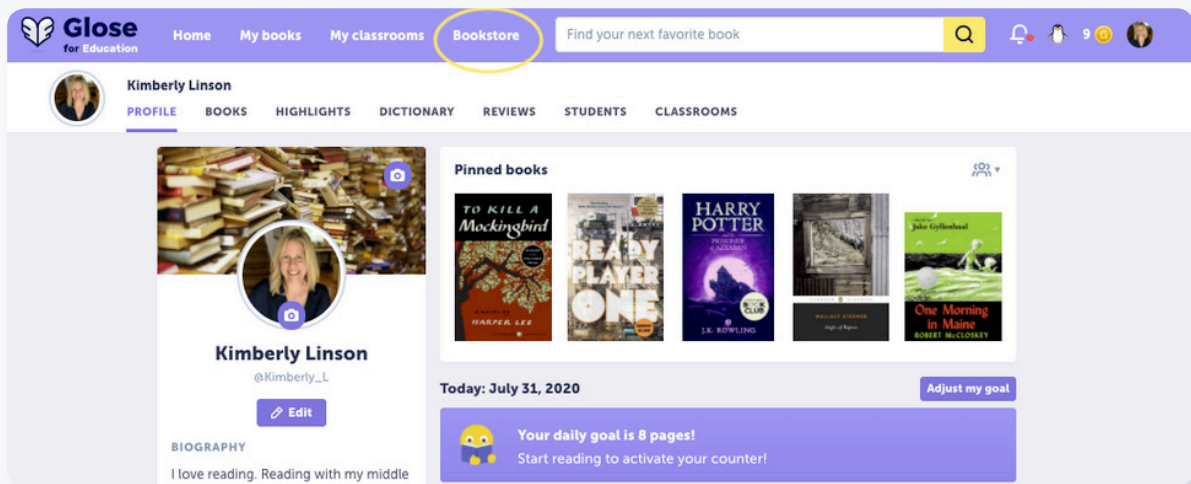 Glose
for Education
Home My books My classrooms Bookstore Find your next favorite book 9
Kimberly Linson
PROFILE BOOKS HIGHLIGHTS DICTIONARY REVIEWS STUDENTS CLASSROOMS
Pinned books
TO KILL A
Mockingbird
HARPER LEE
READY
PLAYER
ONE
HARRY
POTTER
and the
PRISONER
OF AZKABAN
BOOK
CLUB
J.K. ROWLING
WALLACE STEGNER
Angle of Repose
Jake Gyllenhaal
One Morning
in Maine
ROBERT McCLOSKEY
Kimberly Linson
@Kimberly_L
Edit
BIOGRAPHY
I love reading. Reading with my middle
Today: July 31, 2020 Adjust my goal
Your daily goal is 8 pages!
Start reading to activate your counter!